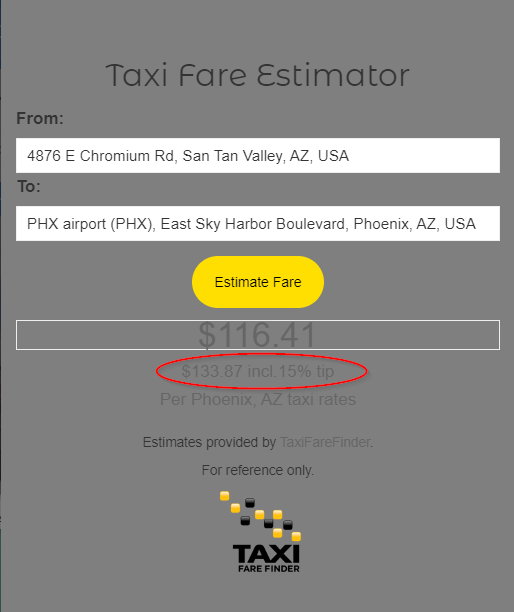 Taxi Fare Estimator
From:
4876 E Chromium Rd, San Tan Valley, AZ, USA
To:
PHX airport (PHX), East Sky Harbor Boulevard, Phoenix, AZ, USA
Estimate Fare
$116.41
$133.87 incl.15% tip
Per Phoenix, AZ taxi rates
Estimates provided by TaxiFareFinder.
For reference only.
TAXI
FARE FINDER